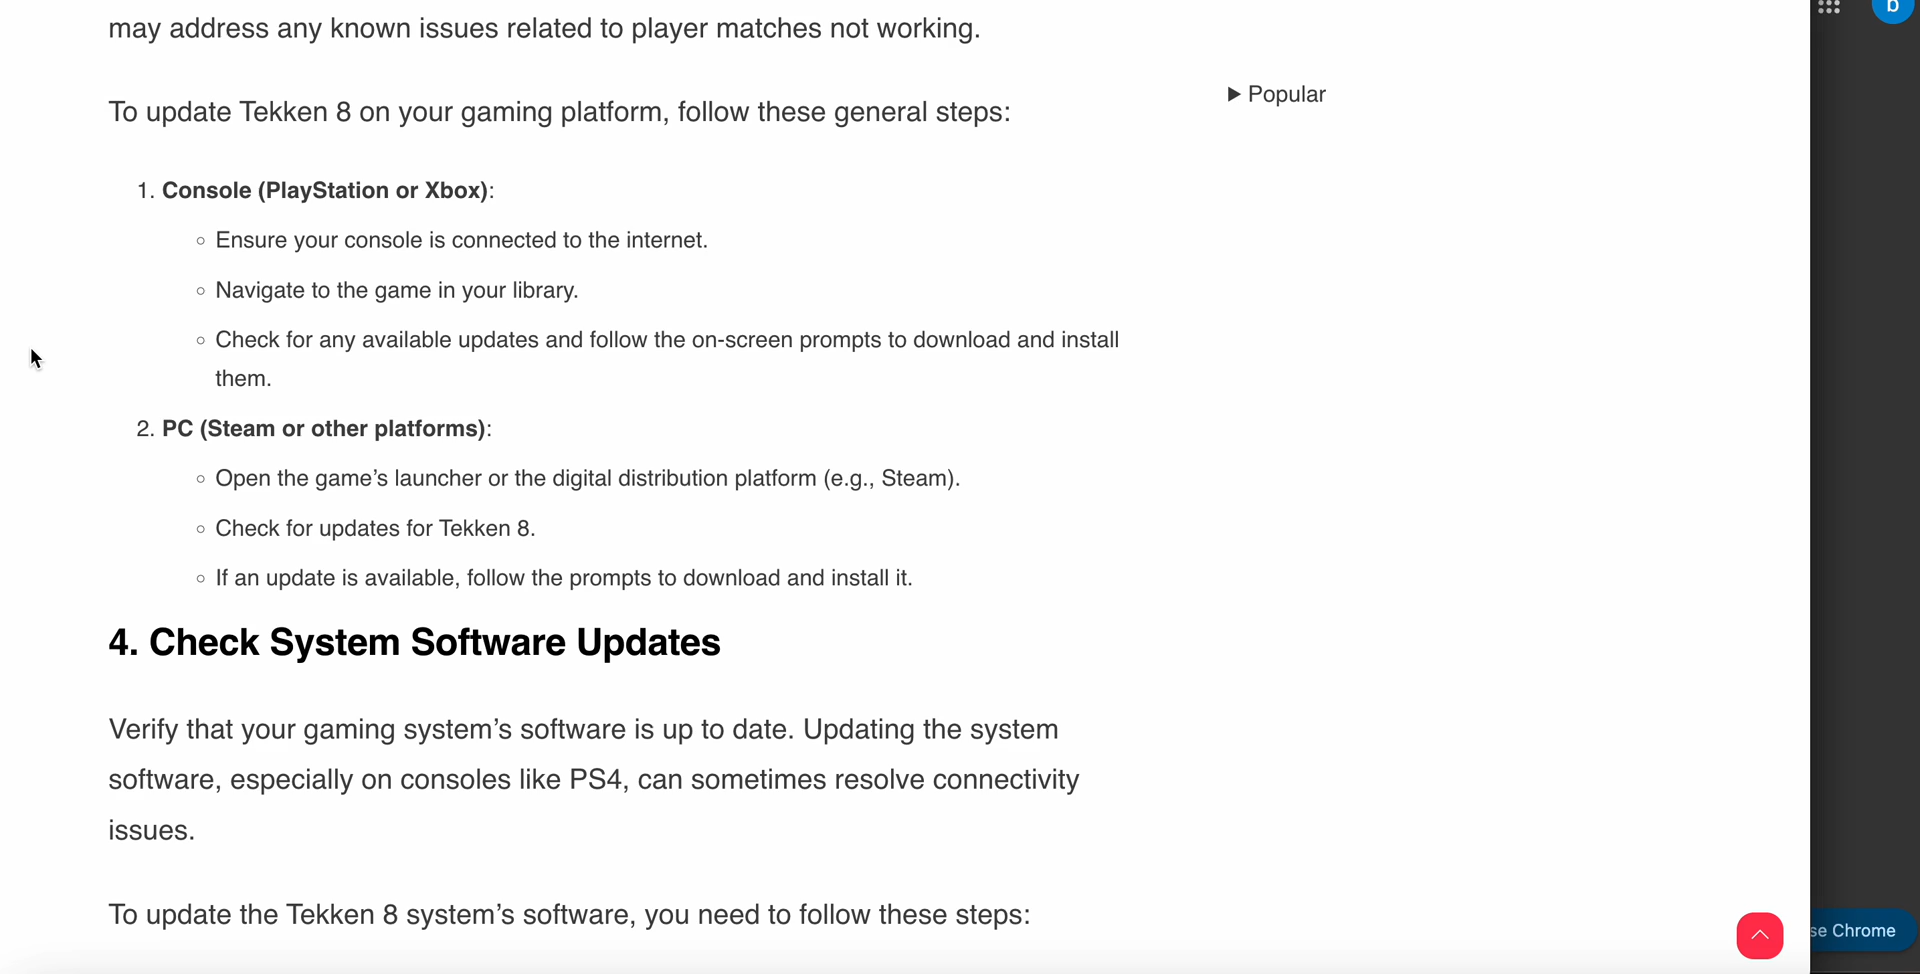 may address any known issues related to player matches not working.
To update Tekken 8 on your gaming platform, follow these general steps:
1. Console (PlayStation or Xbox):
Ensure your console is connected to the internet.
Navigate to the game in your library.
Check for any available updates and follow the on-screen prompts to download and install
them.
2. PC (Steam or other platforms):
Open the game’s launcher or the digital distribution platform (e.g., Steam).
Check for updates for Tekken 8.
If an update is available, follow the prompts to download and install it.
4. Check System Software Updates
Verify that your gaming system’s software is up to date. Updating the system
software, especially on consoles like PS4, can sometimes resolve connectivity
issues.
To update the Tekken 8 system’s software, you need to follow these steps:
▶ Popular
b
se Chrome